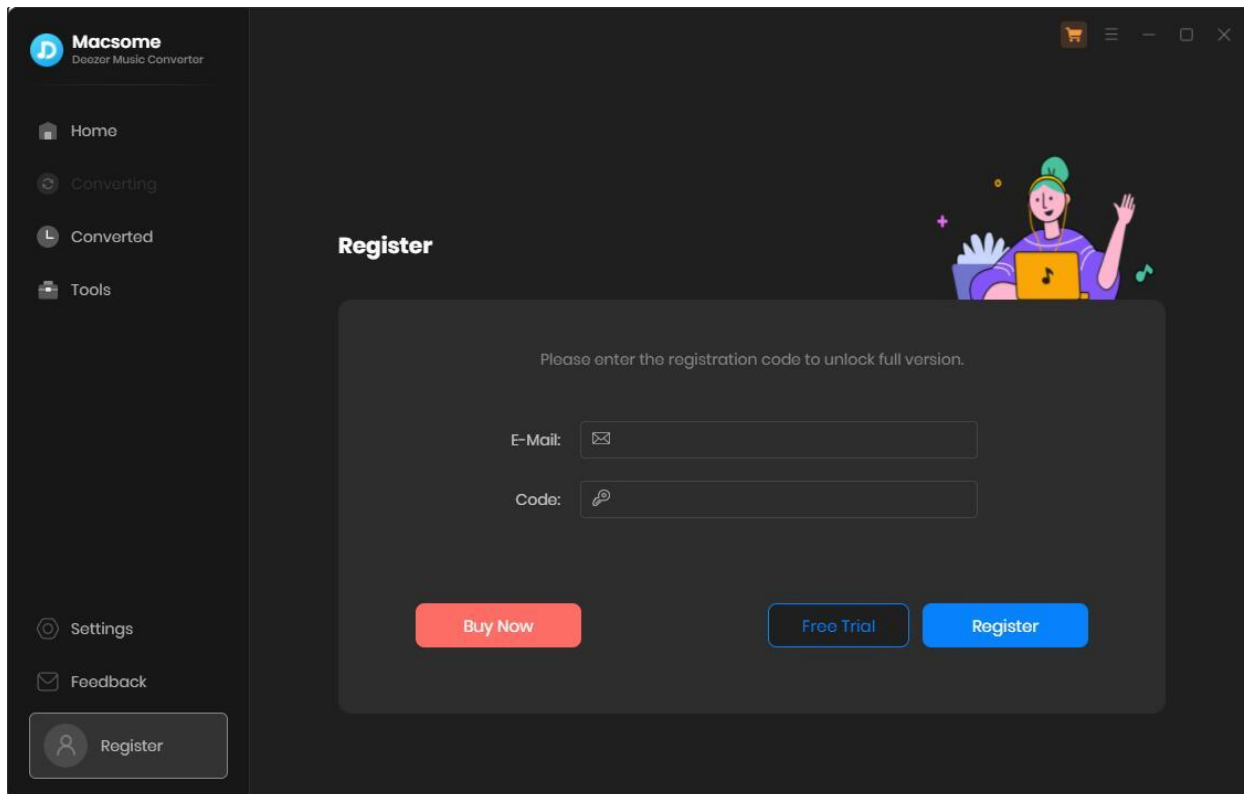 Macsome
Deezer Music Converter
Home
Converting
Converted
Tools
Settings
Feedback
Register
Register
Please enter the registration code to unlock full version.
E-Mail:
Code:
Buy Now
Free Trial
Register